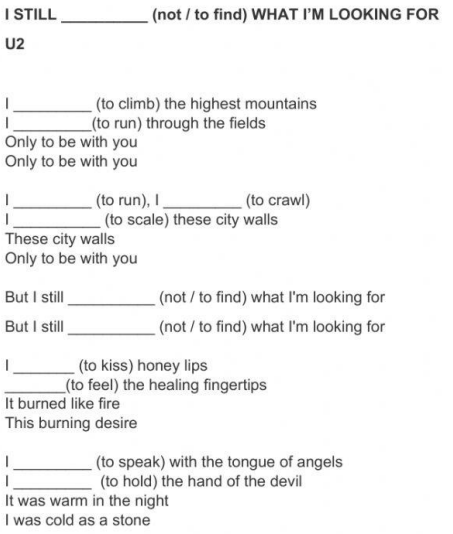 I STILL ____________ (not / to find) WHAT I'M LOOKING FOR
U2
I _________ (to climb) the highest mountains
I _________(to run) through the fields
Only to be with you
Only to be with you
I _________ (to run), I _________ (to crawl)
I __________ (to scale) these city walls
These city walls
Only to be with you
But I still __________ (not / to find) what I'm looking for
But I still __________ (not / to find) what I'm looking for
I _______ (to kiss) honey lips
_______(to feel) the healing fingertips
It burned like fire
This burning desire
I _________ (to speak) with the tongue of angels
I _________ (to hold) the hand of the devil
It was warm in the night
I was cold as a stone